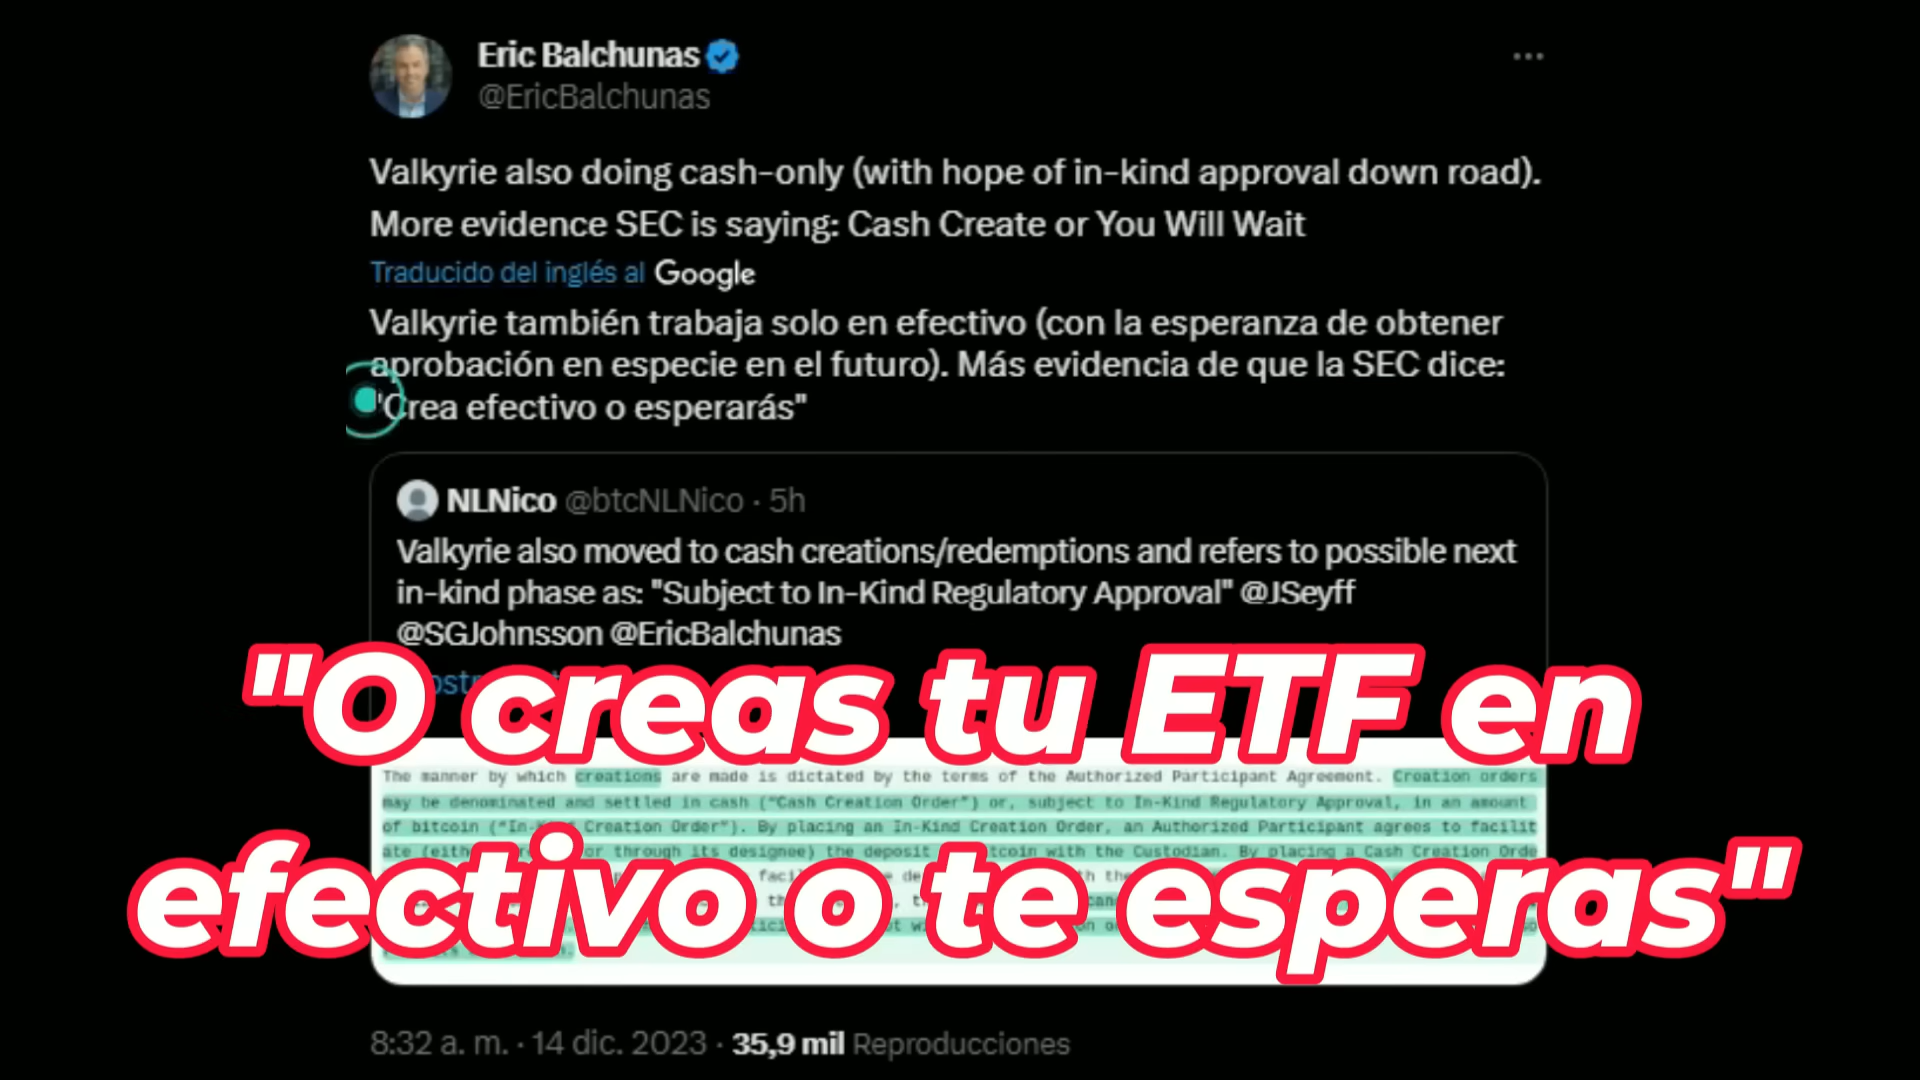 Eric Balchunas
@EricBalchunas
Valkyrie also doing cash-only (with hope of in-kind approval down road).
More evidence SEC is saying: Cash Create or You Will Wait
Traducido del inglés al Google
Valkyrie también trabaja solo en efectivo (con la esperanza de obtener
aprobación en especie en el futuro). Más evidencia de que la SEC dice:
"Crea efectivo o esperarás"
NLNico @btcNLNico · 5h
Valkyrie also moved to cash creations/redemptions and refers to possible next
in-kind phase as: "Subject to In-Kind Regulatory Approval" @JSeyff
@SGJohnsson @EricBalchunas
"O creas tu ETF en
The manner by which creations are made is dictated by the terms of the Authorized Participant Agreement. Creation orders
may be denominated and settled in cash ("Cash Creation Order") or, subject to In-Kind Regulatory Approval, in an amount
of bitcoin ("In-Kind Creation Order"). By placing an In-Kind Creation Order, an Authorized Participant agrees to facilit
ate or through its designee) the deposit with the Custodian. By placing a Cash Creation Orde
efectivo o te esperas"
8:32 a. m. · 14 dic. 2023 · 35,9 mil Reproducciones